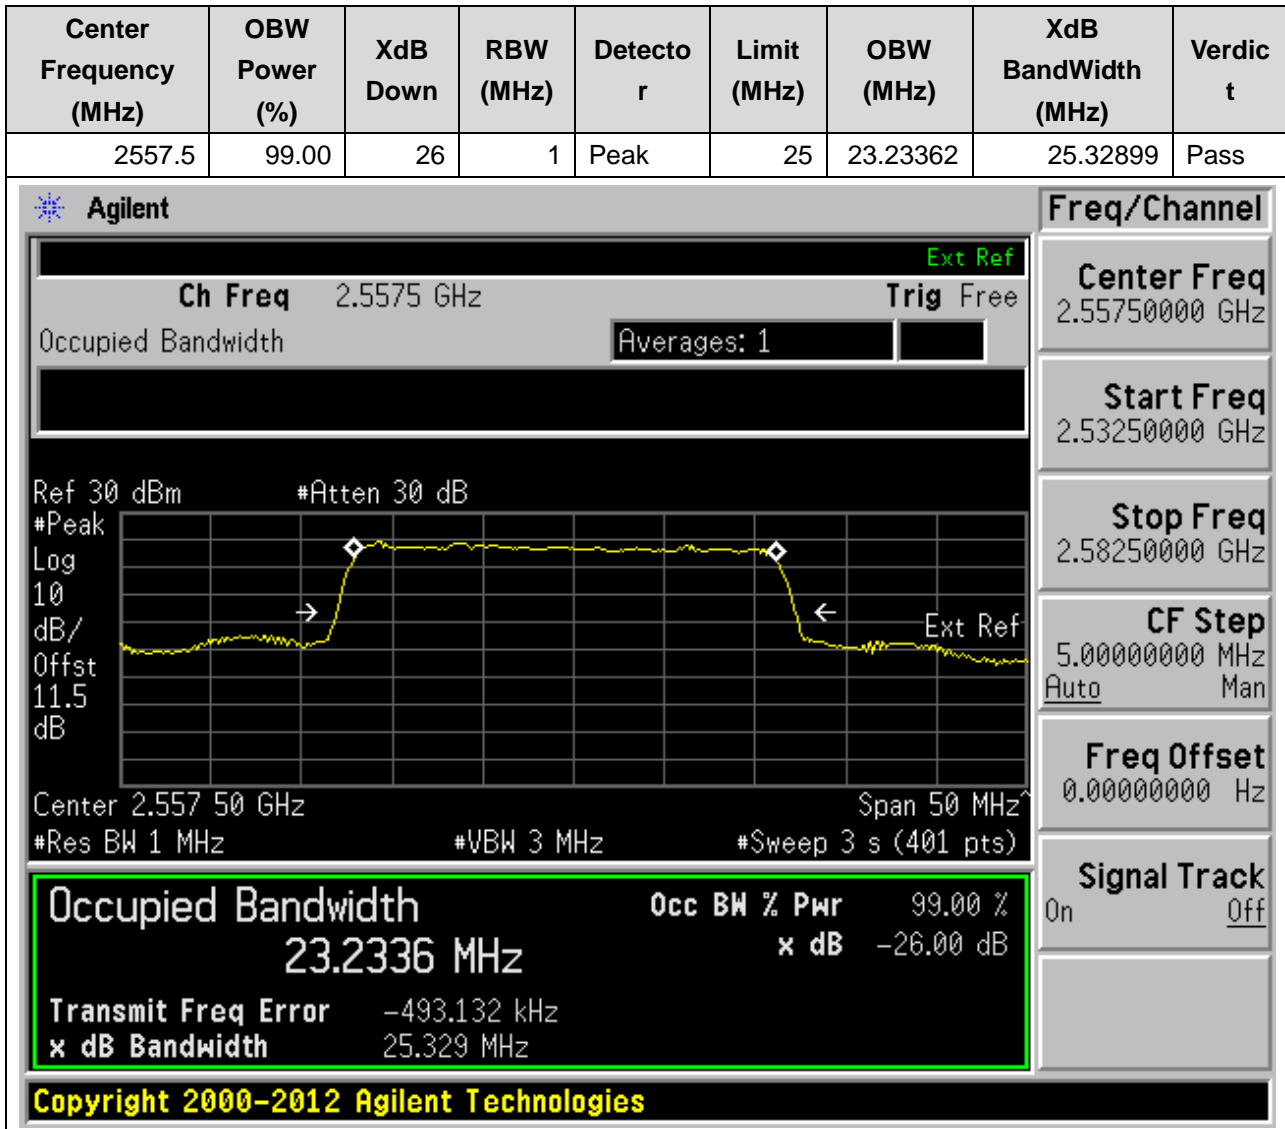 Center Frequency (MHz) OBW Power (%) XdB Down RBW (MHz) Detecto r Limit (MHz) OBW (MHz) XdB BandWidth (MHz) Verdic t
2557.5 99.00 26 1 Peak 25 23.23362 25.32899 Pass
Agilent
Freq/Channel
Ext Ref
Ch Freq 2.5575 GHz Trig Free
Occupied Bandwidth Averages: 1
Center Freq
2.55750000 GHz
Start Freq
2.53250000 GHz
Stop Freq
2.58250000 GHz
CF Step
5.00000000 MHz
Auto Man
Freq Offset
0.00000000 Hz
Signal Track
On Off
Ref 30 dBm #Atten 30 dB
#Peak
Log
10
dB/
Offst
11.5
dB
Ext Ref
Center 2.557 50 GHz Span 50 MHz^
#Res BW 1 MHz #VBW 3 MHz #Sweep 3 s (401 pts)
Occupied Bandwidth Occ BW % Pwr 99.00 %
23.2336 MHz x dB -26.00 dB
Transmit Freq Error -493.132 kHz
x dB Bandwidth 25.329 MHz
Copyright 2000-2012 Agilent Technologies